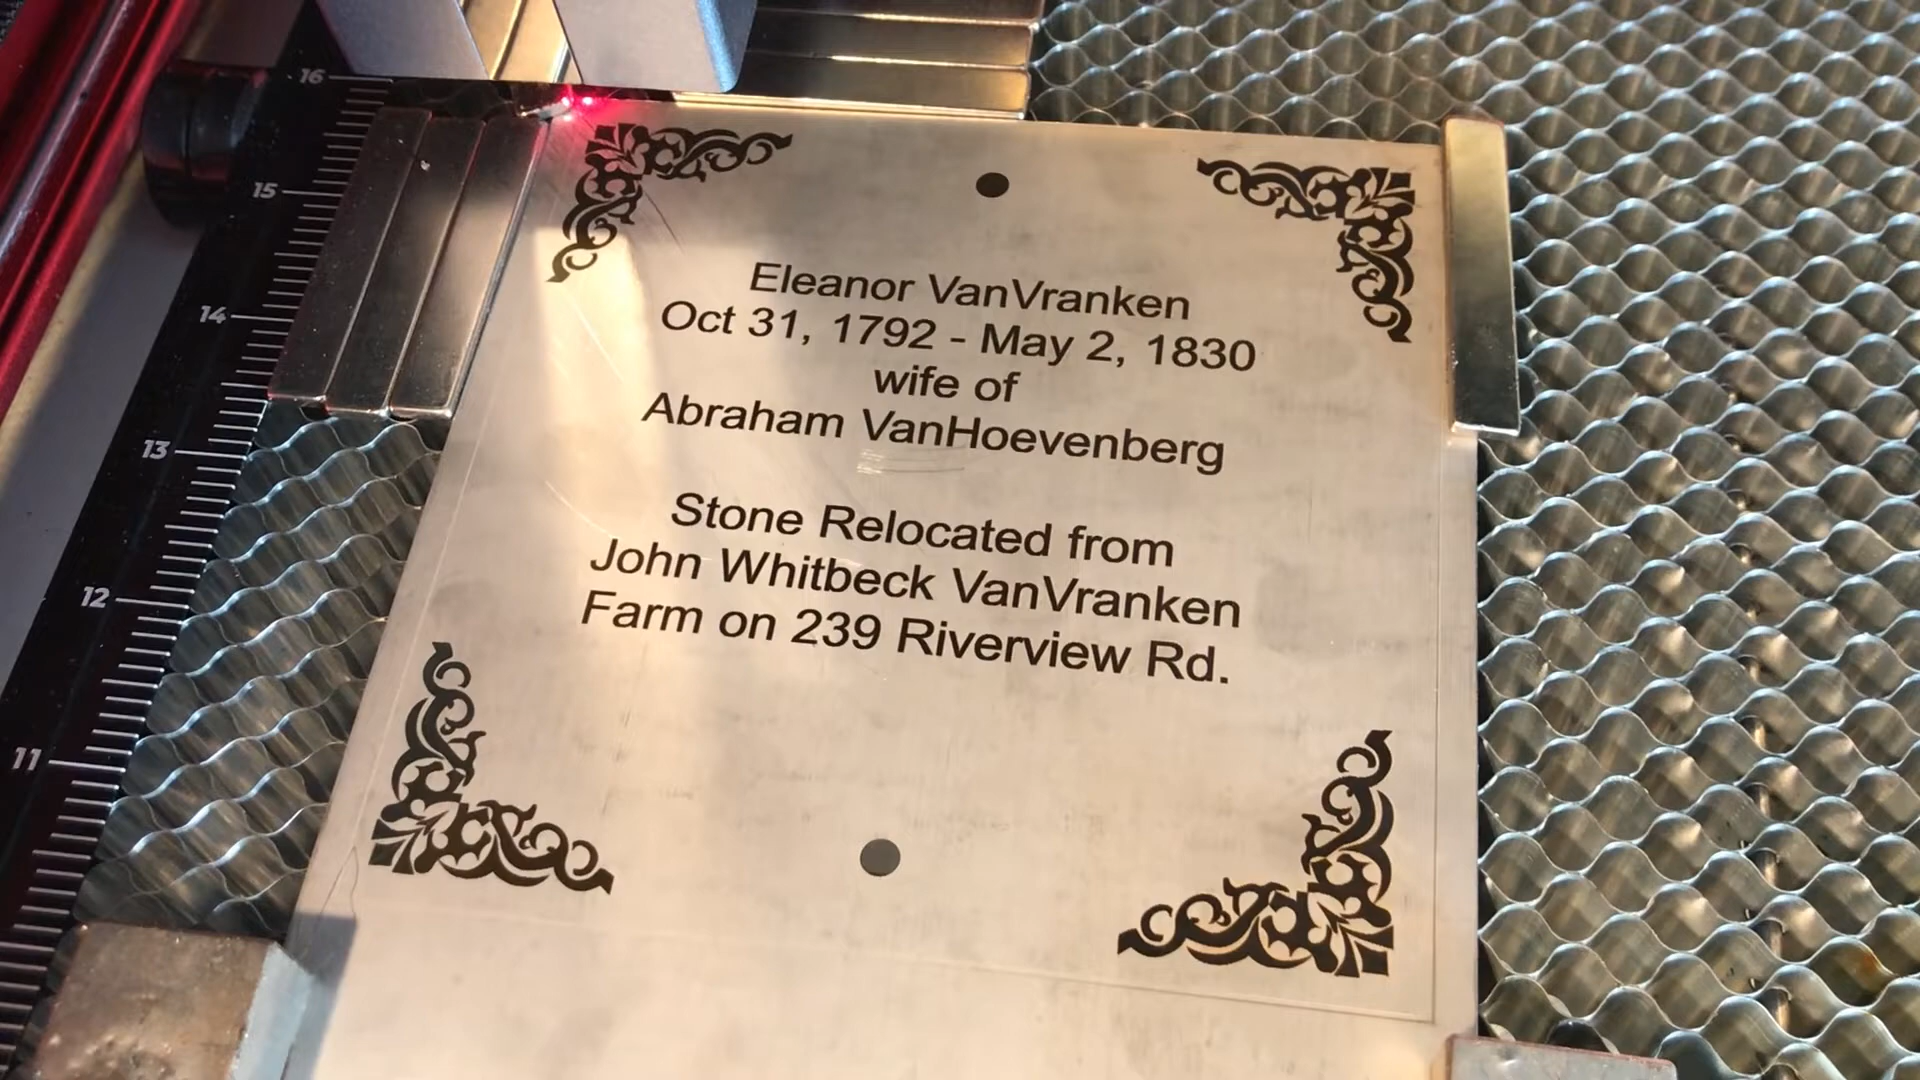 Eleanor VanVranken
Oct 31, 1792 - May 2, 1830
wife of
Abraham VanHoevenberg
Stone Relocated from
John Whitbeck VanVranken
Farm on 239 Riverview Rd.
16
15
14
13
12
11